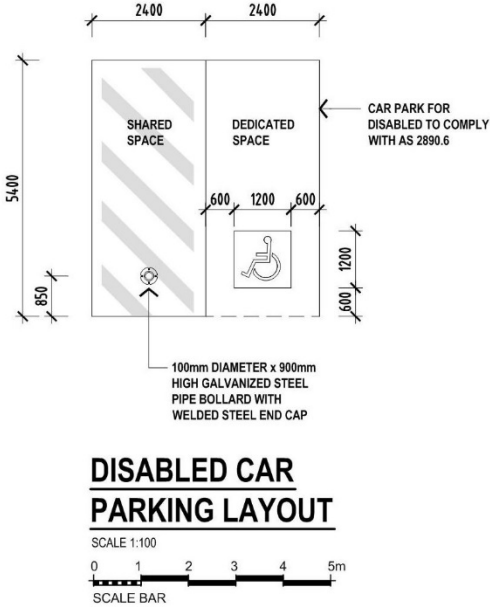 2400 2400
SHARED
SPACE
DEDICATED
SPACE
CAR PARK FOR
DISABLED TO COMPLY
WITH AS 2890.6
5400
600 1200 600
1200
850
600
100mm DIAMETER x 900mm
HIGH GALVANIZED STEEL
PIPE BOLLARD WITH
WELDED STEEL END CAP
DISABLED CAR
PARKING LAYOUT
SCALE 1:100
0 1 2 3 4 5m
SCALE BAR